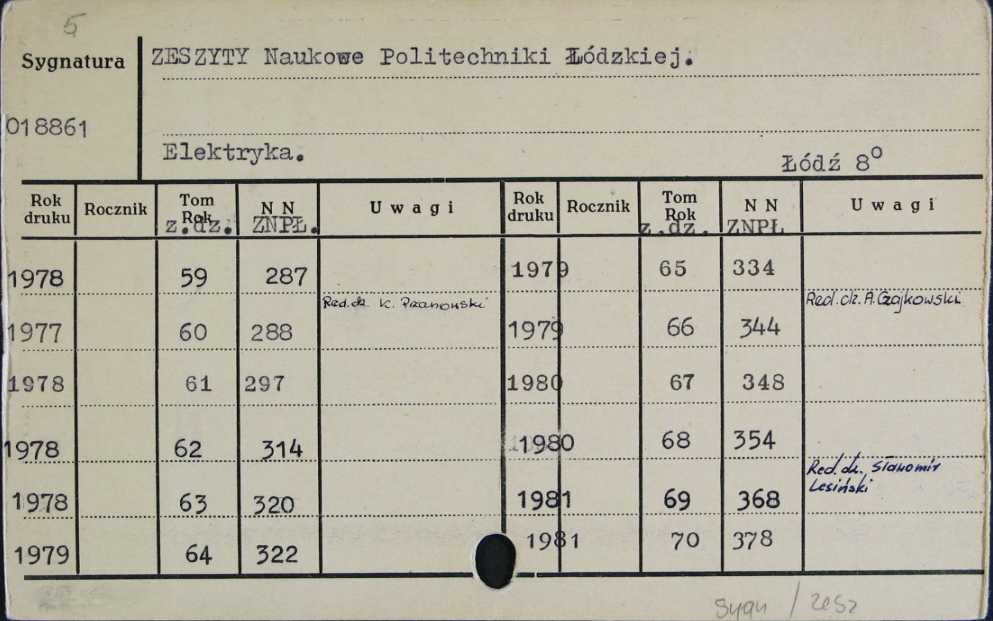 5
Sygnatura ZESZYTY Naukowe Politechniki Łódzkiej.
018861
Elektryka.
Łódź 8°
Rok druku Rocznik Tom Rok z.dz. N N ZNPŁ. Uwagi Rok druku Rocznik Tom Rok z.dz. N N ZNPŁ Uwagi
1978 59 287 1979 65 334
Red. dz. K. Przanowski Red. dz. A. Czajkowski
1977 60 288 1979 66 344
1978 61 297 1980 67 348
1978 62 314 1980 68 354
Red. dz. Sławomir
1978 63 320 1981 69 368 Lesiński
1979 64 322 1981 70 378
sygn / zesz